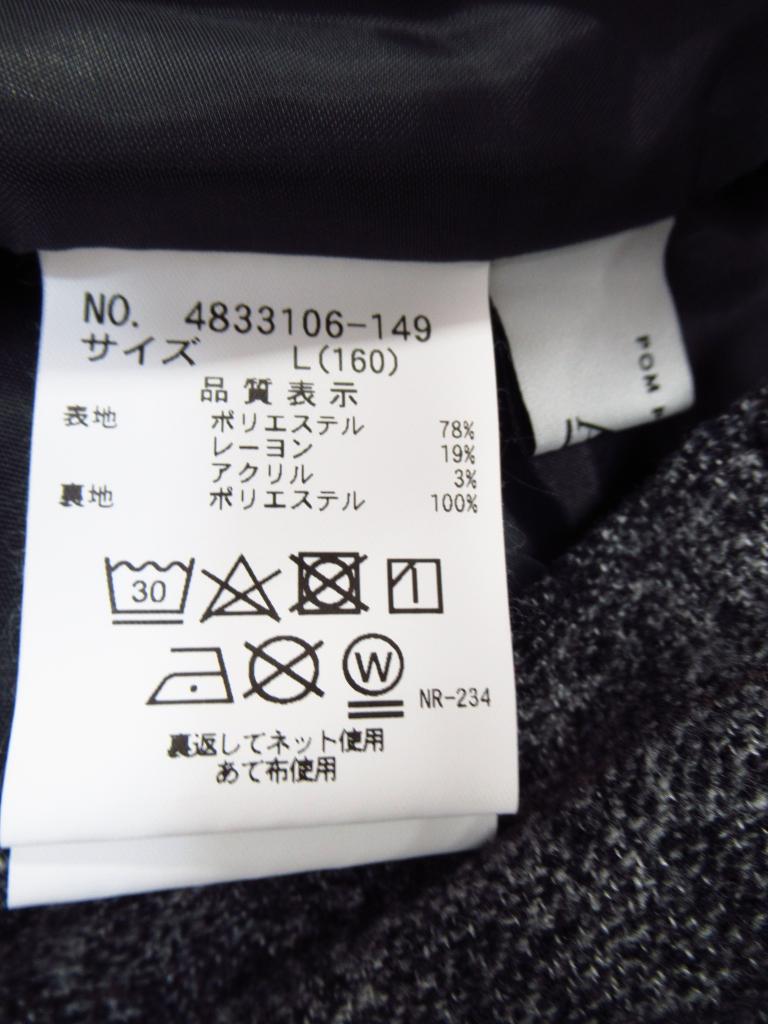 NO. 4833106-149
サイズ L(160)
品質表示
表地 ポリエステル 78%
レーヨン 19%
アクリル 3%
裏地 ポリエステル 100%
30
W
NR-234
裏返してネット使用
あて布使用
POM